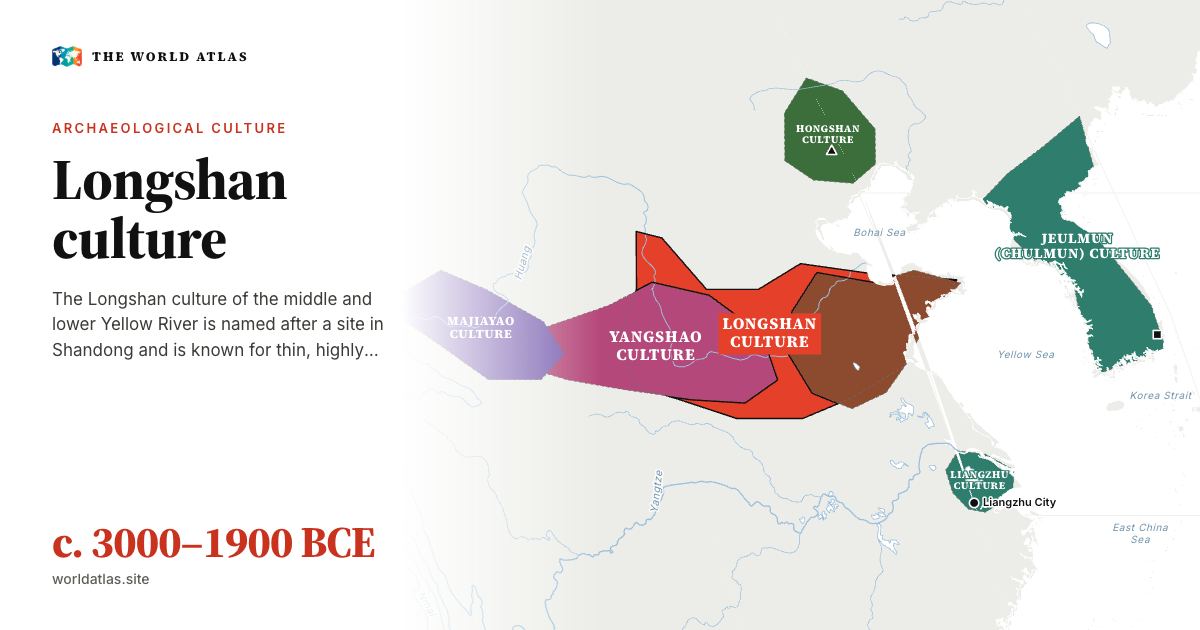 THE WORLD ATLAS
ARCHAEOLOGICAL CULTURE
Longshan
culture
The Longshan culture of the middle and
lower Yellow River is named after a site in
Shandong and is known for thin, highly...
c. 3000–1900 BCE
worldatlas.site
HONGSHAN
CULTURE
Bohai Sea
JEULMUN
(CHULMUN) CULTURE
Huang
MAJIAYAO
CULTURE
YANGSHAO
CULTURE
LONGSHAN
CULTURE
Yellow Sea
Korea Strait
Yangtze
LIANGZHU
CULTURE
Liangzhu City
East China
Sea